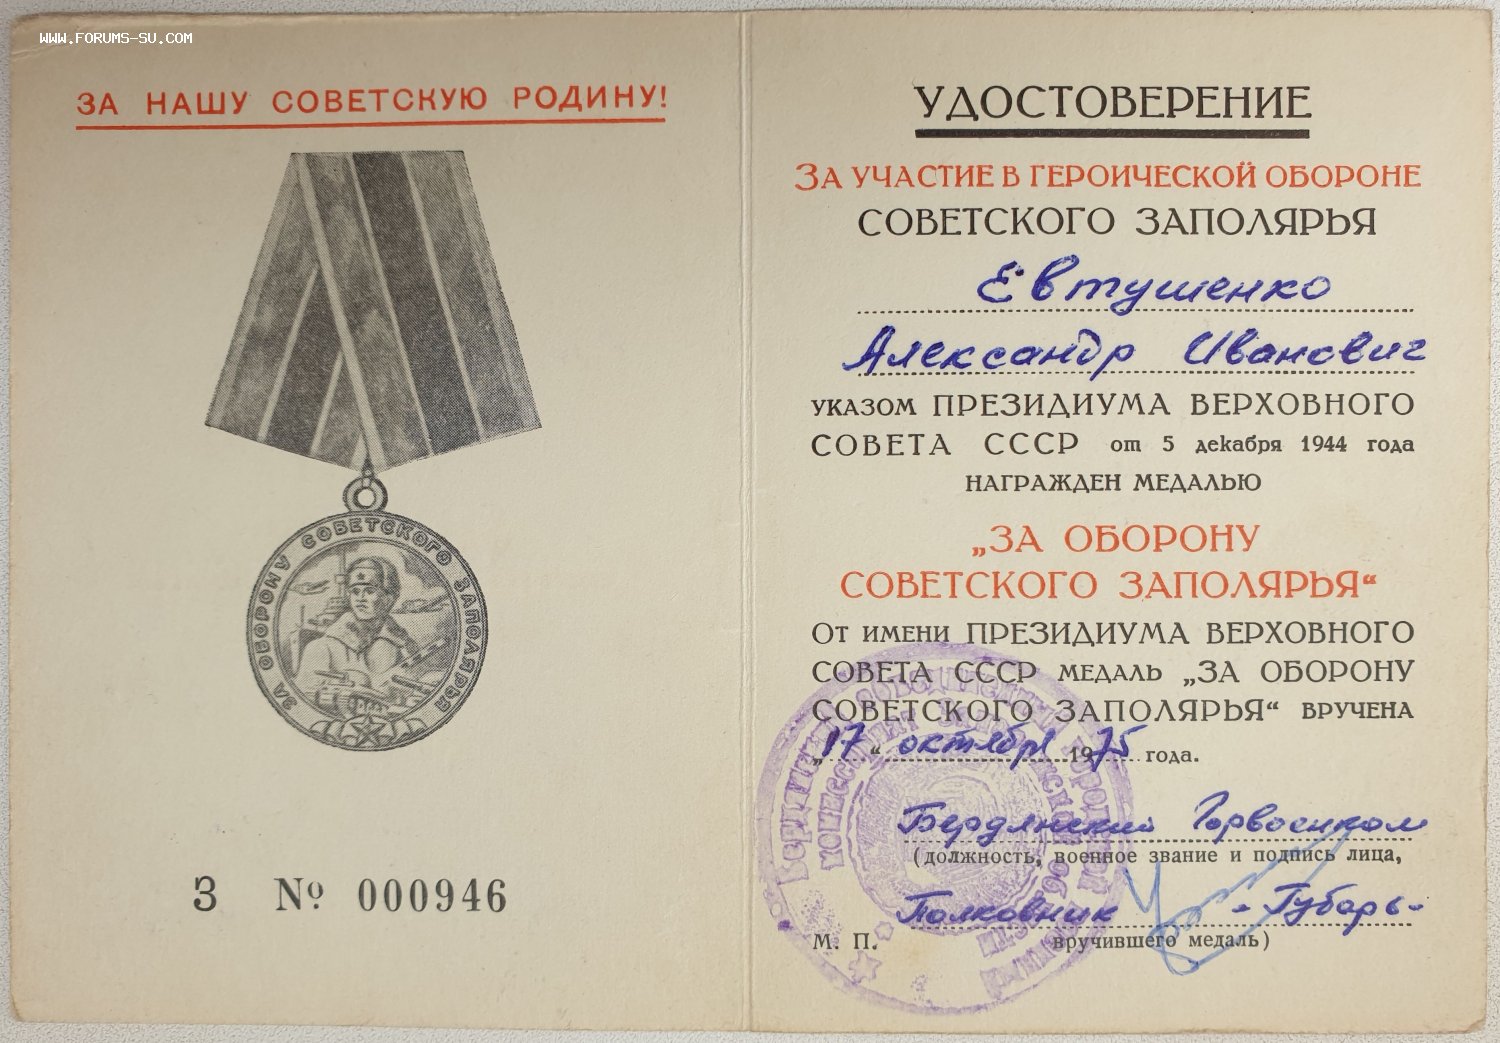 WWW.FORUMS-SU.COM
ЗА НАШУ СОВЕТСКУЮ РОДИНУ!
ЗА ОБОРОНУ СОВЕТСКОГО ЗАПОЛЯРЬЯ
З № 000946
УДОСТОВЕРЕНИЕ
ЗА УЧАСТИЕ В ГЕРОИЧЕСКОЙ ОБОРОНЕ
СОВЕТСКОГО ЗАПОЛЯРЬЯ
Евтушенко
Александр Иванович
УКАЗОМ ПРЕЗИДИУМА ВЕРХОВНОГО
СОВЕТА СССР от 5 декабря 1944 года
НАГРАЖДЕН МЕДАЛЬЮ
„ЗА ОБОРОНУ
СОВЕТСКОГО ЗАПОЛЯРЬЯ“
ОТ ИМЕНИ ПРЕЗИДИУМА ВЕРХОВНОГО
СОВЕТА СССР МЕДАЛЬ „ЗА ОБОРОНУ
СОВЕТСКОГО ЗАПОЛЯРЬЯ“ ВРУЧЕНА
„17“ октября 1975 года.
Бердянский Горвоенком
(должность, военное звание и подпись лица,
Полковник -Губарь-
М. П. вручившего медаль)